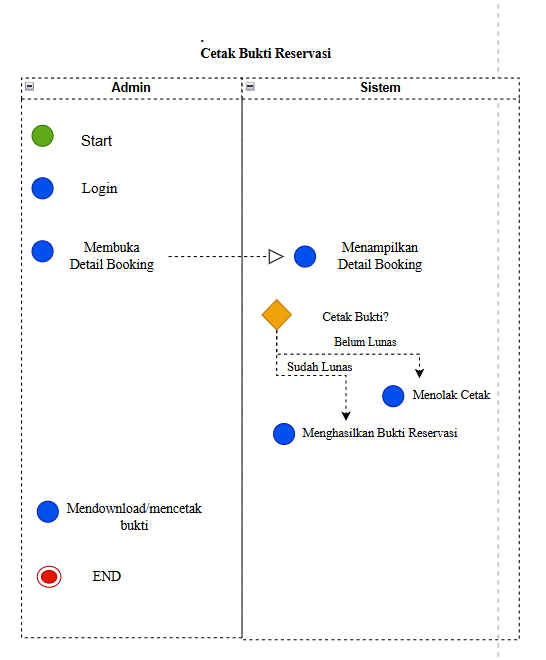 Cetak Bukti Reservasi
Admin
Sistem
Start
Login
Membuka
Detail Booking
Menampilkan
Detail Booking
Cetak Bukti?
Belum Lunas
Sudah Lunas
Menolak Cetak
Menghasilkan Bukti Reservasi
Mendownload/mencetak
bukti
END